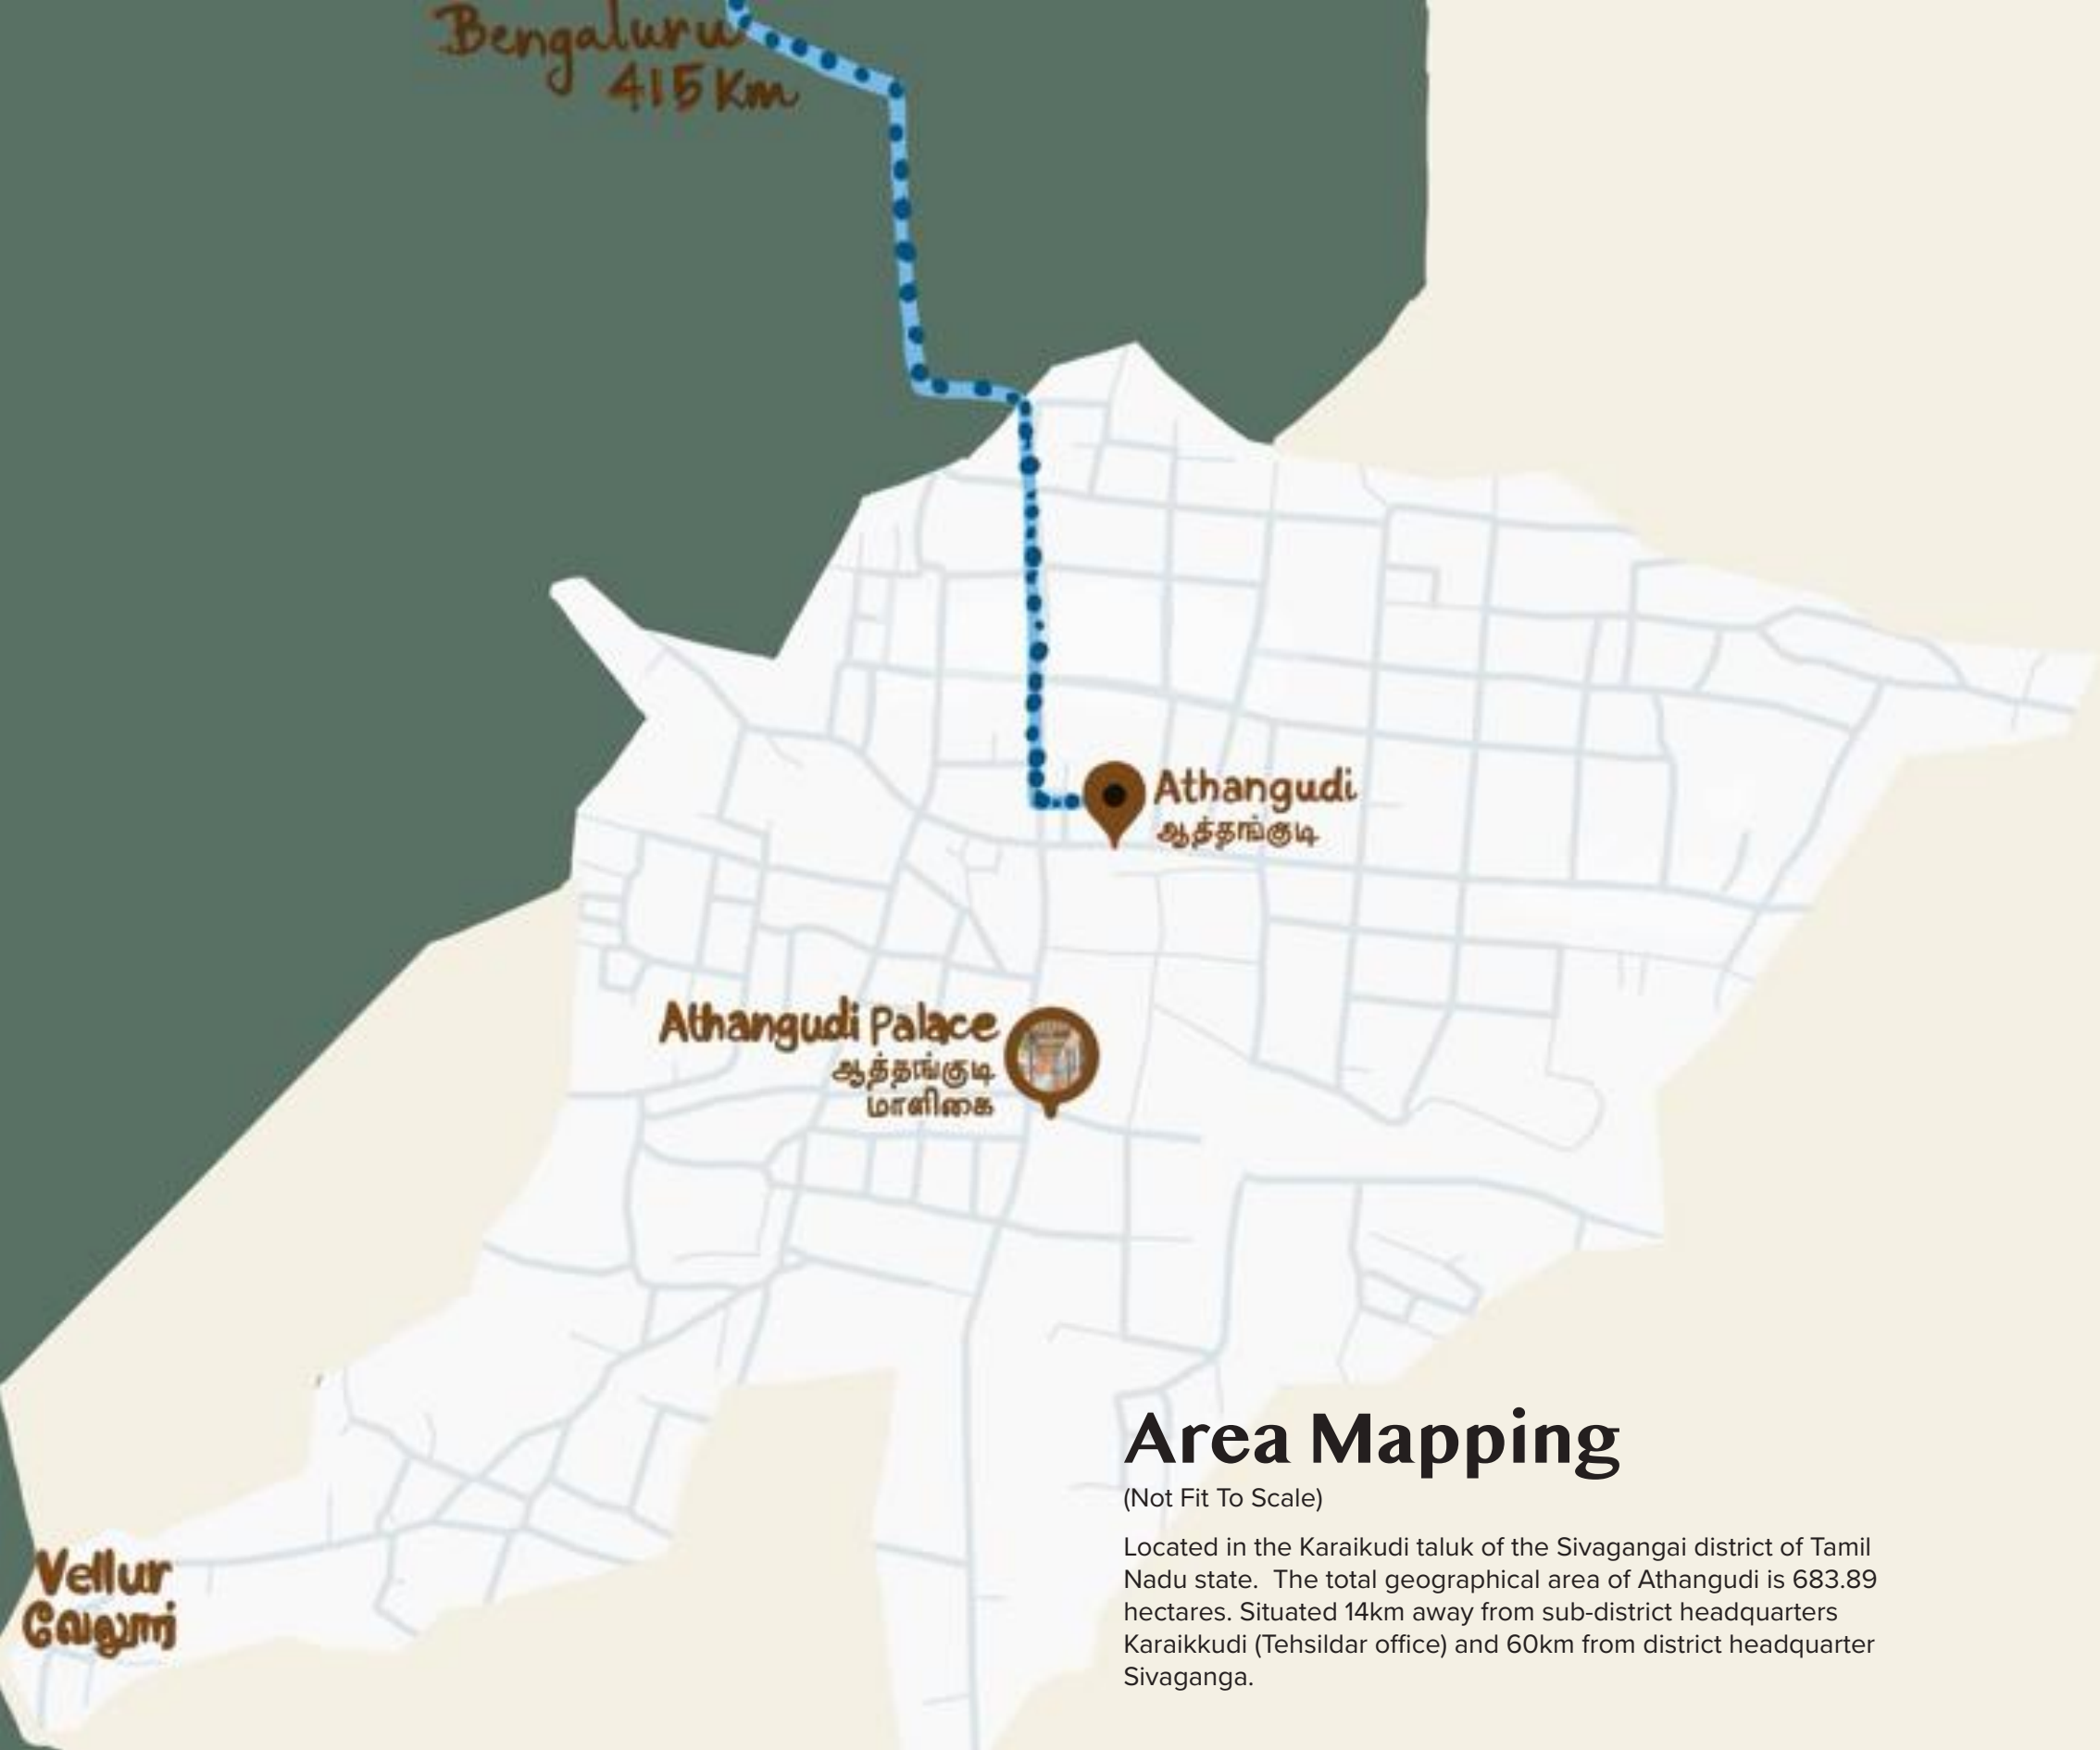 Bengaluru
415 Km
Athangudi
ஆத்தங்குடி
Athangudi Palace
ஆத்தங்குடி
மாளிகை
Vellur
வேலூர்
Area Mapping
(Not Fit To Scale)
Located in the Karaikudi taluk of the Sivagangai district of Tamil
Nadu state.  The total geographical area of Athangudi is 683.89
hectares. Situated 14km away from sub-district headquarters
Karaikkudi (Tehsildar office) and 60km from district headquarter
Sivaganga.